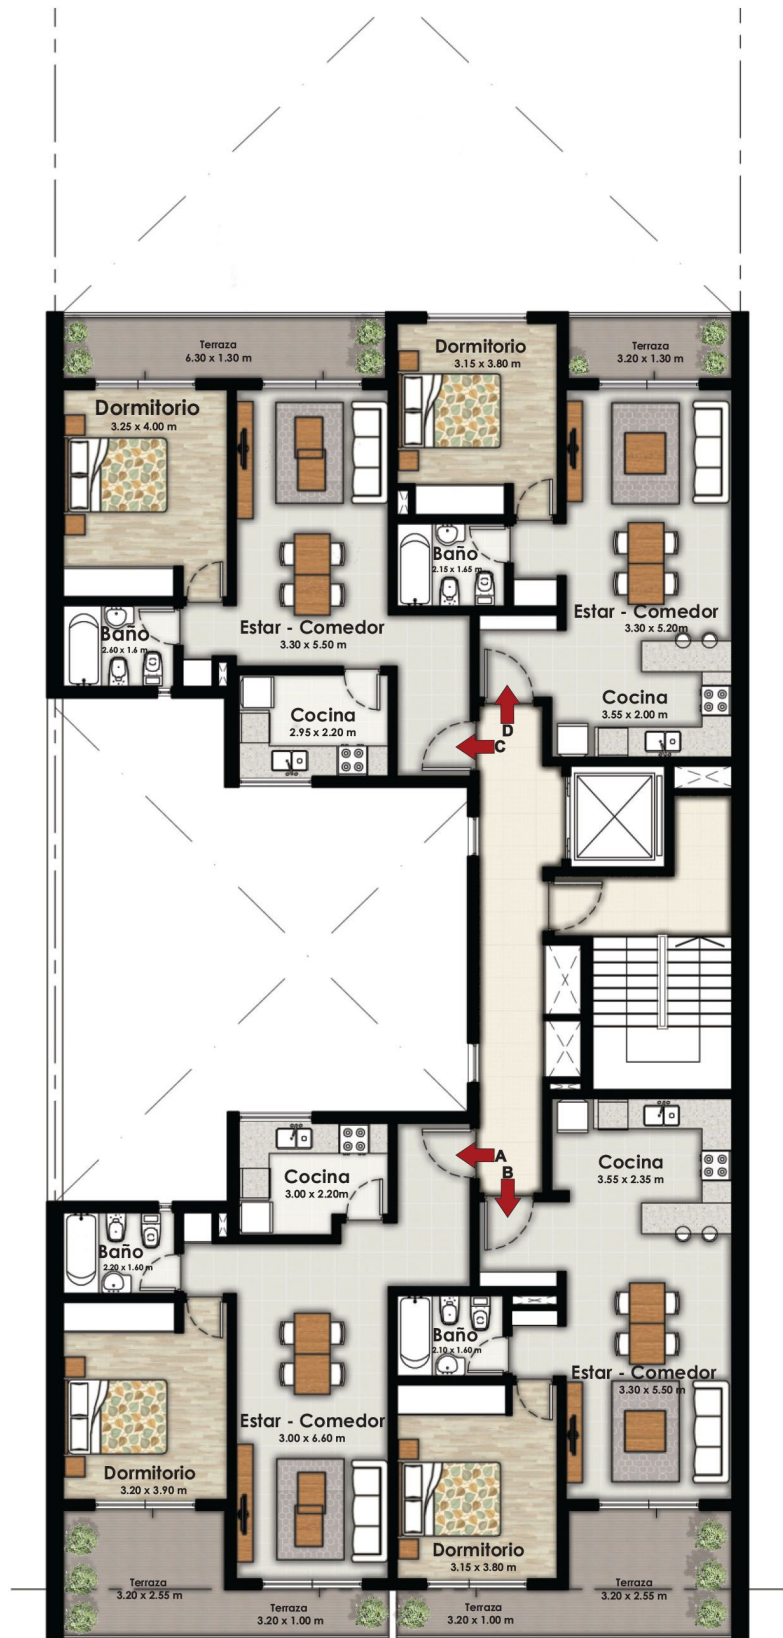 Terraza
6.30 x 1.30 m
Dormitorio
3.15 x 3.80 m
Terraza
3.20 x 1.30 m
Dormitorio
3.25 x 4.00 m
Baño
2.15 x 1.65 m
Estar - Comedor
3.30 x 5.50 m
Estar - Comedor
3.30 x 5.20m
Baño
2.60 x 1.6 m
Cocina
2.95 x 2.20 m
Cocina
3.55 x 2.00 m
D
C
A
B
Cocina
3.00 x 2.20m
Cocina
3.55 x 2.35 m
Baño
2.20 x 1.60 m
Baño
2.10 x 1.60 m
Estar - Comedor
3.30 x 5.50 m
Estar - Comedor
3.00 x 6.60 m
Dormitorio
3.20 x 3.90 m
Dormitorio
3.15 x 3.80 m
Terraza
3.20 x 2.55 m
Terraza
3.20 x 1.00 m
Terraza
3.20 x 1.00 m
Terraza
3.20 x 2.55 m